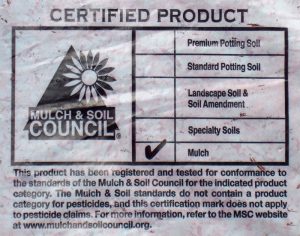 CERTIFIED PRODUCT
MULCH & SOIL
COUNCIL
®
Premium Potting Soil
Standard Potting Soil
Landscape Soil &
Soil Amendment
Specialty Soils
Mulch
This product has been registered and tested for conformance to
the standards of the Mulch & Soil Council for the indicated product
category. The Mulch & Soil standards do not contain a product
category for pesticides, and this certification mark does not apply
to pesticide claims. For more information, refer to the MSC website
at www.mulchandsoilcouncil.org.